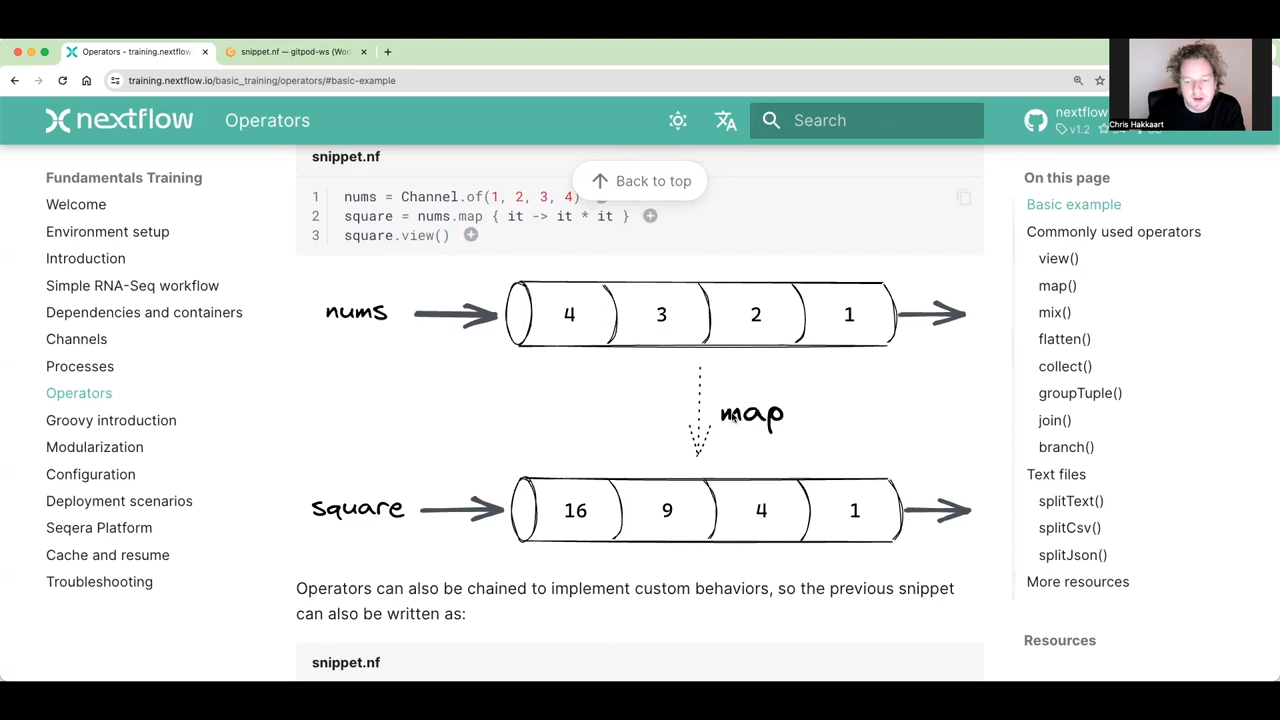 Operators - training.nextflow.
snippet.nf — gitpod-ws (Wor
training.nextflow.io/basic_training/operators/#basic-example
Chris Hakkaart
nextflow
Operators
Search
nextflow
v1.2
Fundamentals Training
Welcome
Environment setup
Introduction
Simple RNA-Seq workflow
Dependencies and containers
Channels
Processes
Operators
Groovy introduction
Modularization
Configuration
Deployment scenarios
Seqera Platform
Cache and resume
Troubleshooting
snippet.nf
Back to top
1 nums = Channel.of(1, 2, 3, 4)
2 square = nums.map { it -> it * it }
3 square.view()
nums
4 3 2 1
map
square
16 9 4 1
Operators can also be chained to implement custom behaviors, so the previous snippet
can also be written as:
snippet.nf
On this page
Basic example
Commonly used operators
view()
map()
mix()
flatten()
collect()
groupTuple()
join()
branch()
Text files
splitText()
splitCsv()
splitJson()
More resources
Resources